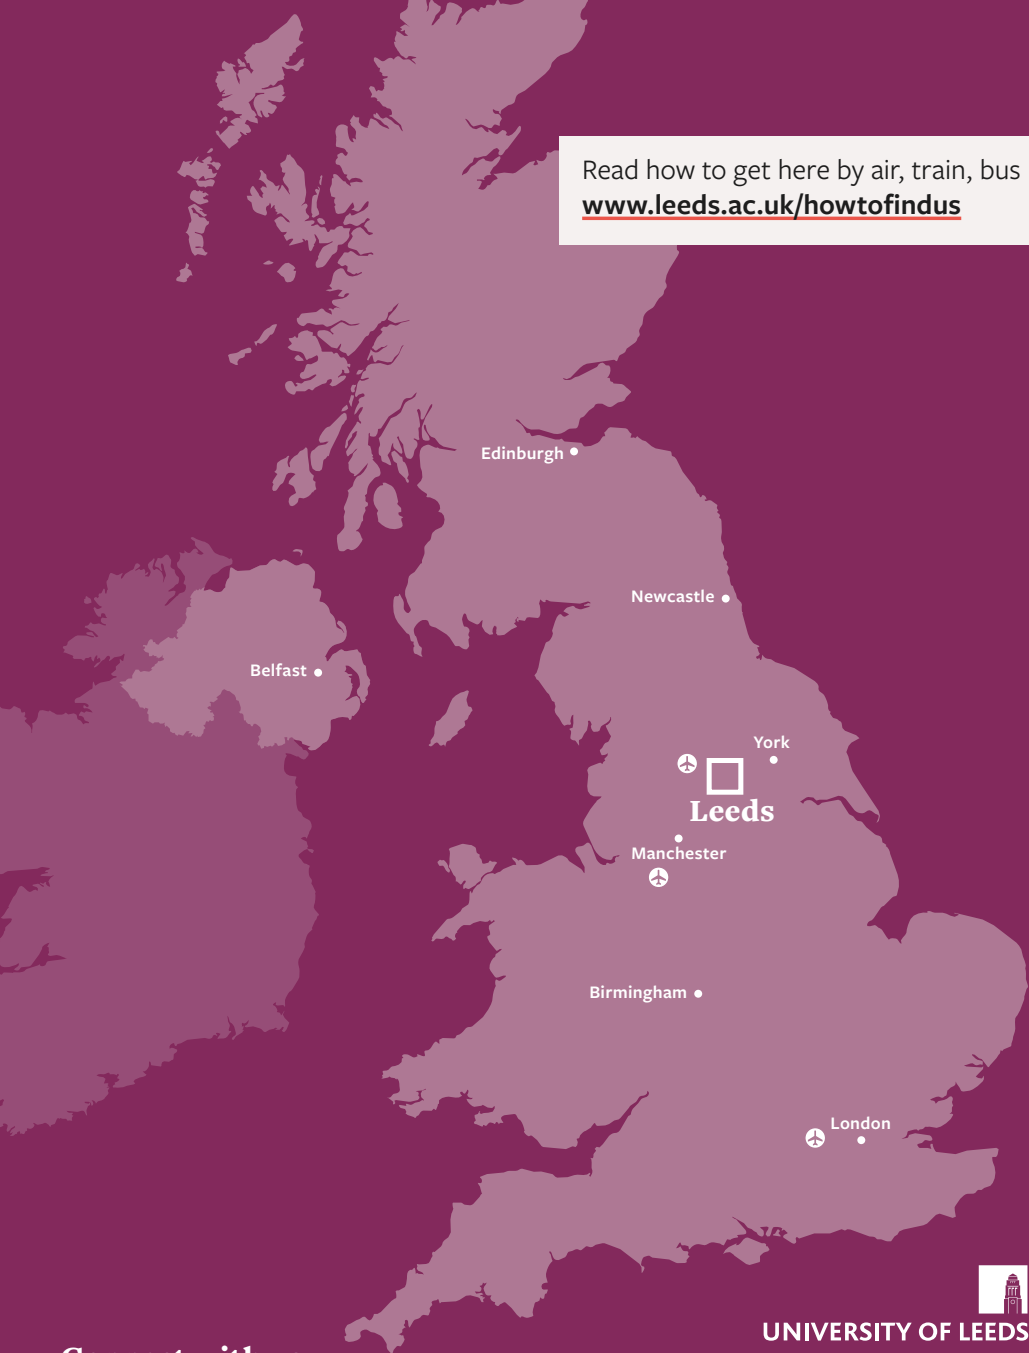 Read how to get here by air, train, bus
www.leeds.ac.uk/howtofindus
Edinburgh
Newcastle
Belfast
York
Leeds
Manchester
Birmingham
London
UNIVERSITY OF LEEDS